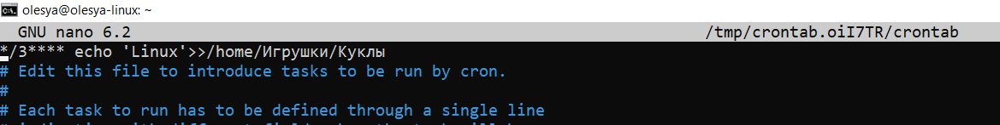 olesya@olesya-linux: ~
GNU nano 6.2 /tmp/crontab.oiI7TR/crontab
*/3**** echo 'Linux'>>/home/Игрушки/Куклы
# Edit this file to introduce tasks to be run by cron.
#
# Each task to run has to be defined through a single line